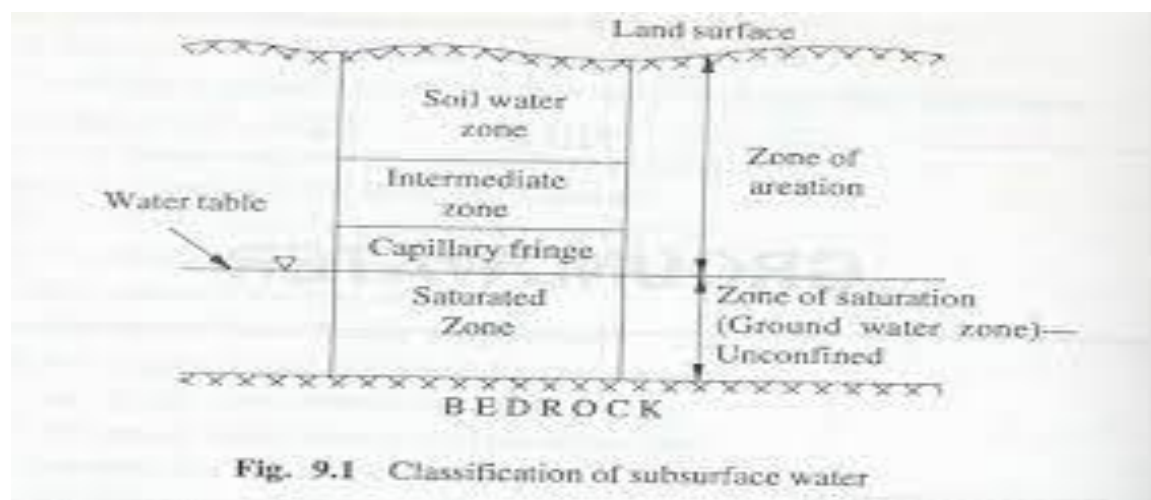 Land surface
Soil water
zone
Zone of
areation
Intermediate
zone
Water table
Capillary fringe
Saturated
Zone
Zone of saturation
(Ground water zone)—
Unconfined
BEDROCK
Fig. 9.1 Classification of subsurface water